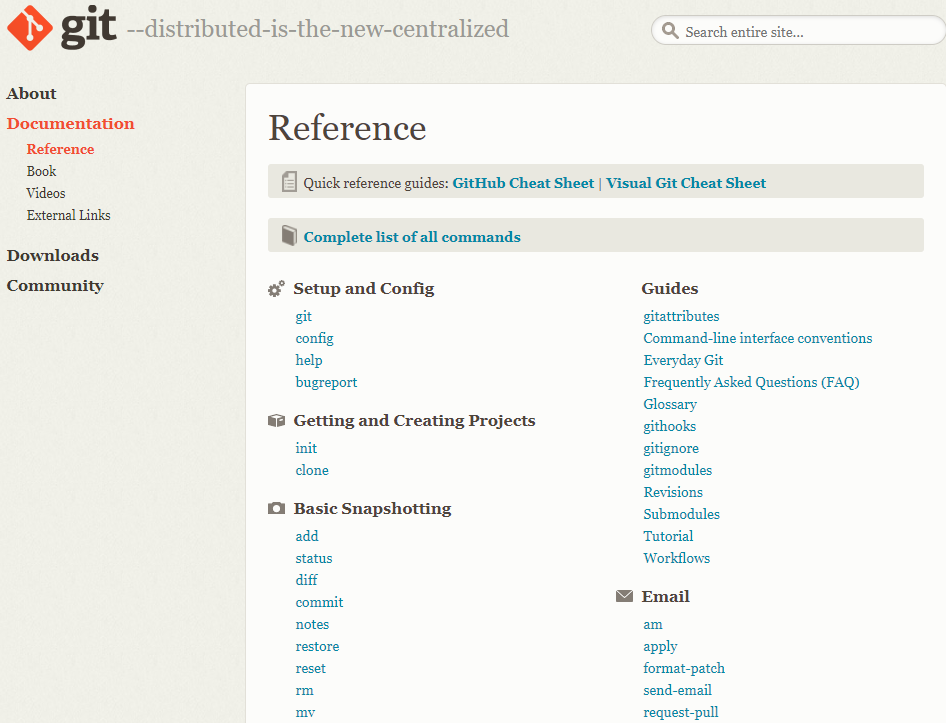 git --distributed-is-the-new-centralized
Search entire site...
About
Documentation
Reference
Book
Videos
External Links
Downloads
Community
Reference
Quick reference guides: GitHub Cheat Sheet | Visual Git Cheat Sheet
Complete list of all commands
Setup and Config
git
config
help
bugreport
Getting and Creating Projects
init
clone
Basic Snapshotting
add
status
diff
commit
notes
restore
reset
rm
mv
Guides
gitattributes
Command-line interface conventions
Everyday Git
Frequently Asked Questions (FAQ)
Glossary
githooks
gitignore
gitmodules
Revisions
Submodules
Tutorial
Workflows
Email
am
apply
format-patch
send-email
request-pull